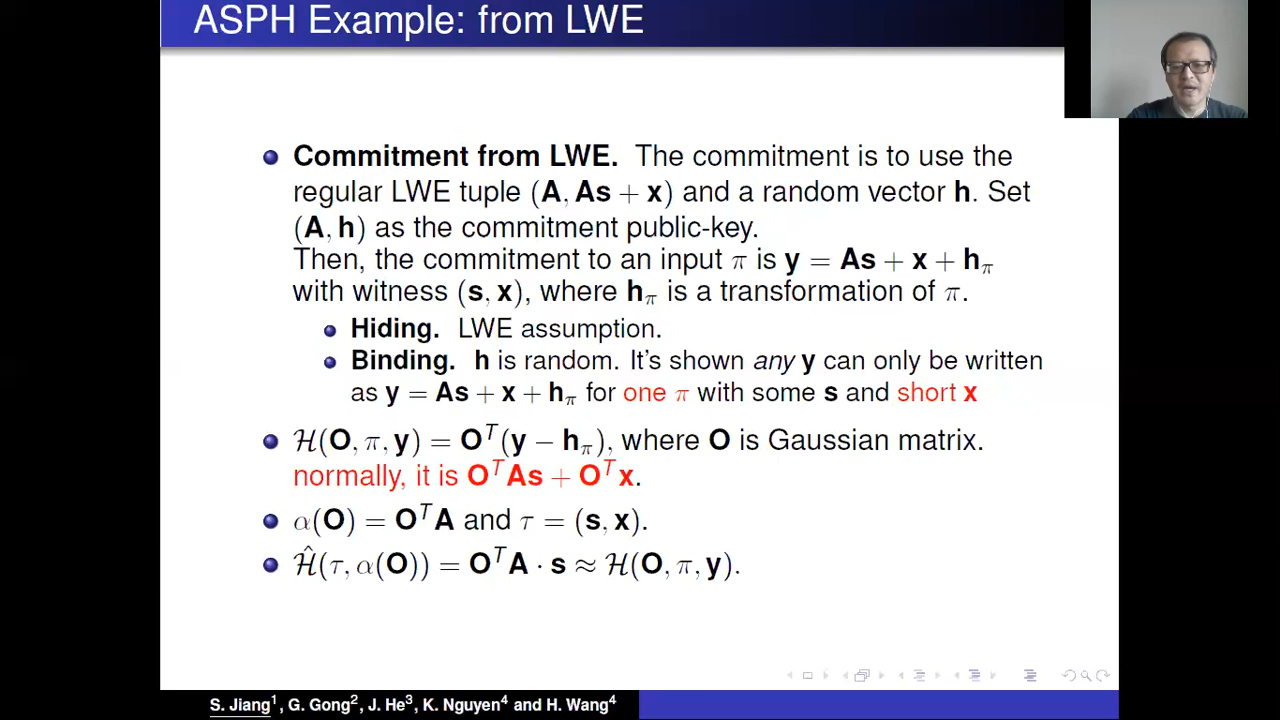 ASPH Example: from LWE
Commitment from LWE. The commitment is to use the
regular LWE tuple (A, As + x) and a random vector h. Set
(A, h) as the commitment public-key.
Then, the commitment to an input π is y = As + x + h_π
with witness (s, x), where h_π is a transformation of π.
Hiding. LWE assumption.
Binding. h is random. It's shown any y can only be written
as y = As + x + h_π for one π with some s and short x
ℋ(O, π, y) = O^T(y − h_π), where O is Gaussian matrix.
normally, it is O^T As + O^T x.
α(O) = O^T A and τ = (s, x).
Ĥ(τ, α(O)) = O^T A · s ≈ ℋ(O, π, y).
S. Jiang¹, G. Gong², J. He³, K. Nguyen⁴ and H. Wang⁴